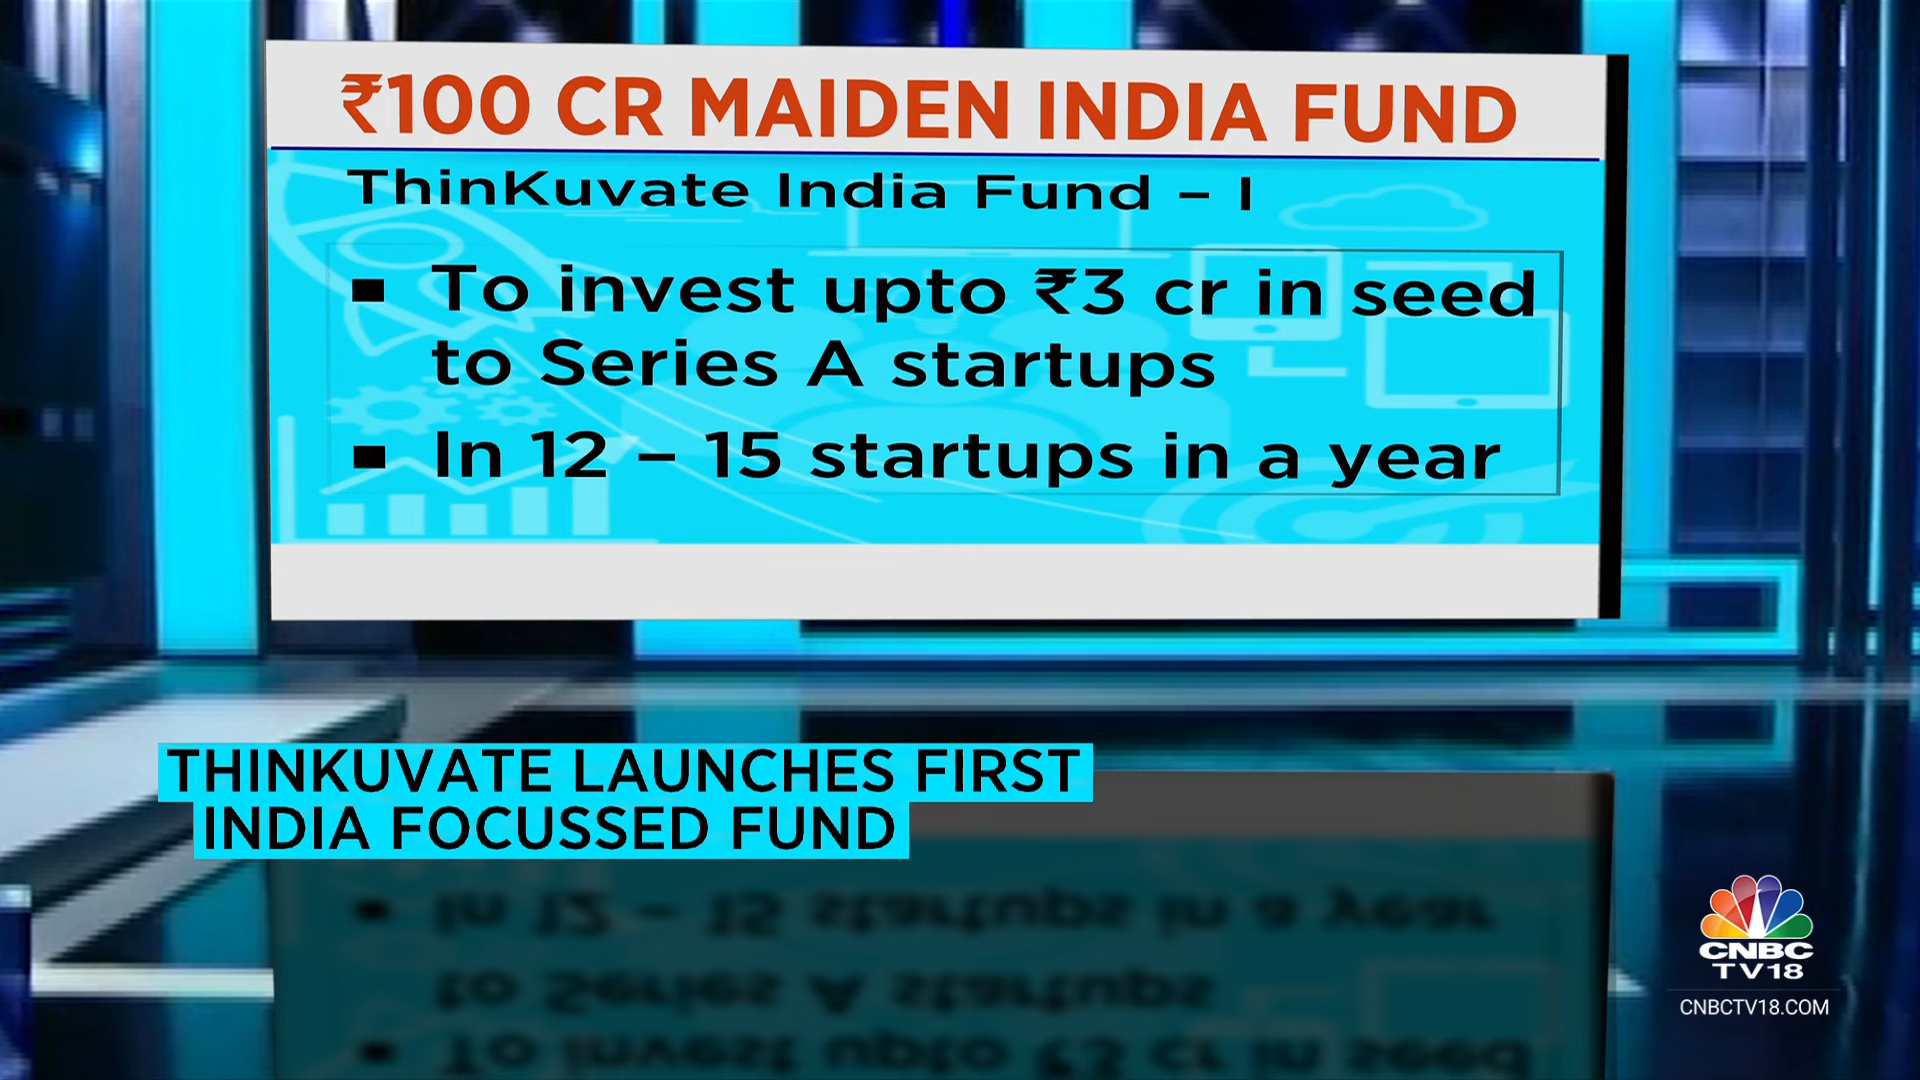 ₹100 CR MAIDEN INDIA FUND
ThinKuvate India Fund – I
▪ To invest upto ₹3 cr in seed
to Series A startups
▪ In 12 – 15 startups in a year
THINKUVATE LAUNCHES FIRST
INDIA FOCUSSED FUND
CNBC
TV18
CNBCTV18.COM